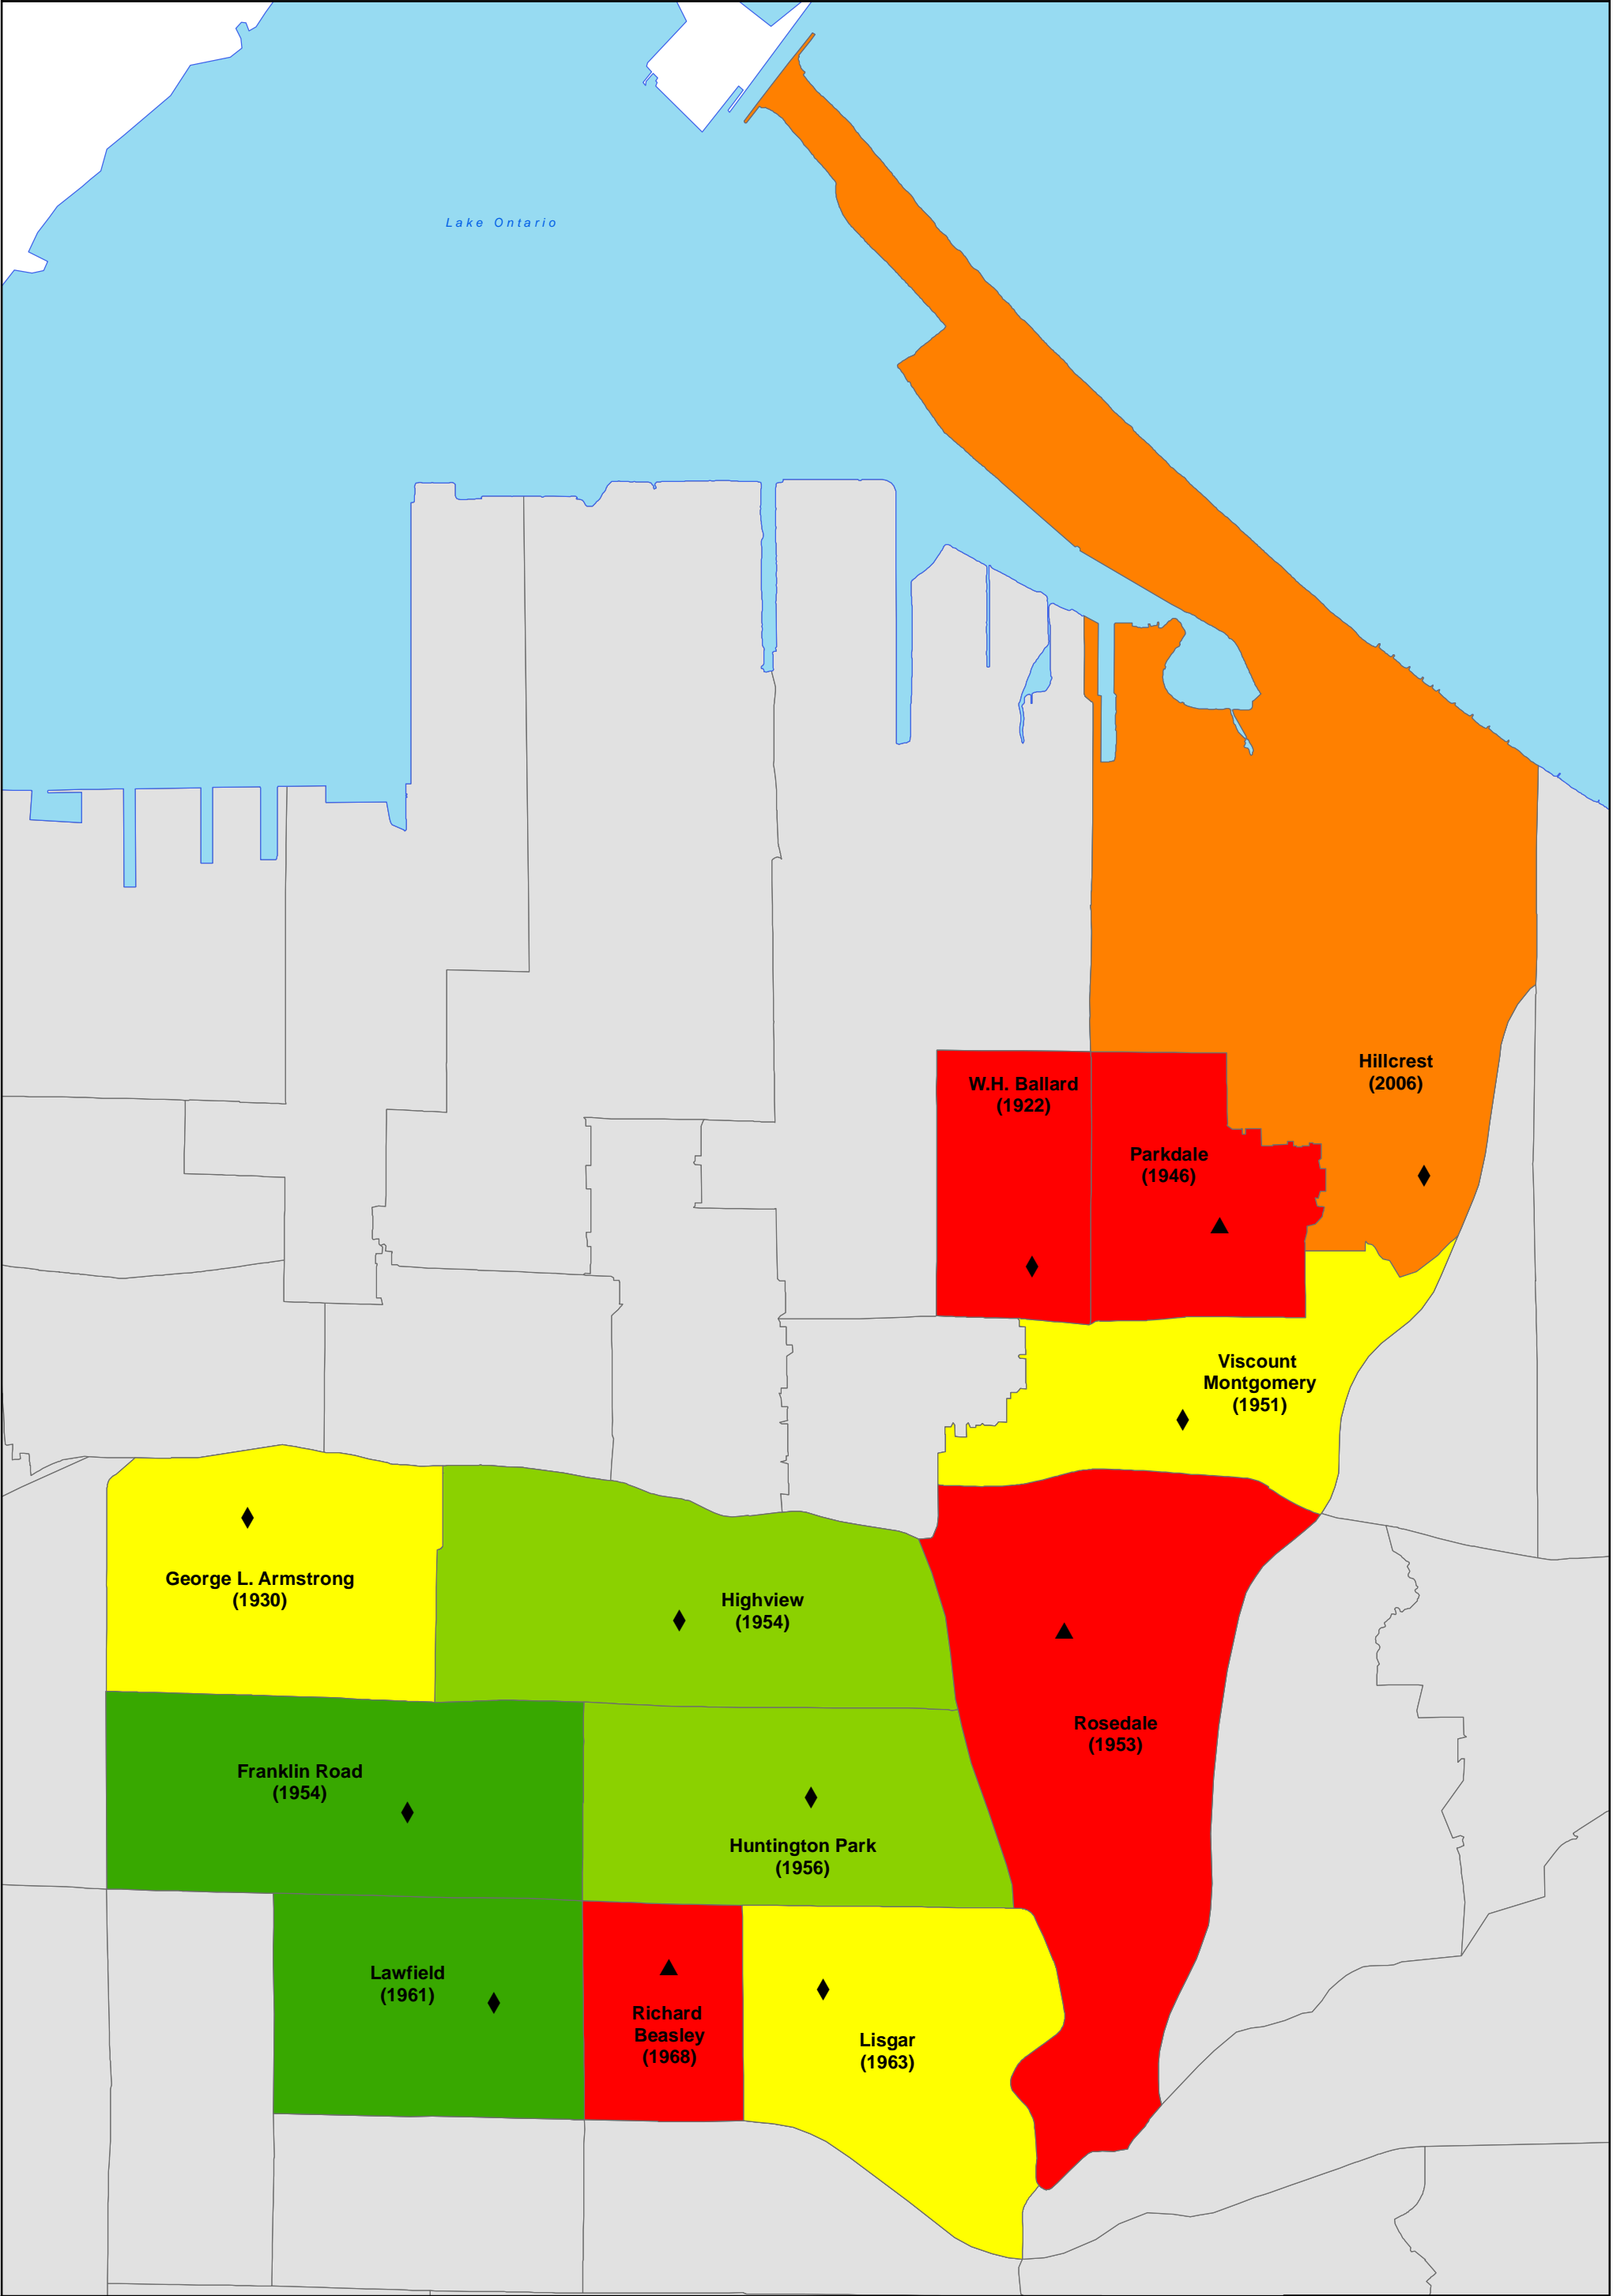 Lake Ontario
Hillcrest
(2006)
W.H. Ballard
(1922)
Parkdale
(1946)
Viscount
Montgomery
(1951)
George L. Armstrong
(1930)
Highview
(1954)
Rosedale
(1953)
Franklin Road
(1954)
Huntington Park
(1956)
Lawfield
(1961)
Richard
Beasley
(1968)
Lisgar
(1963)